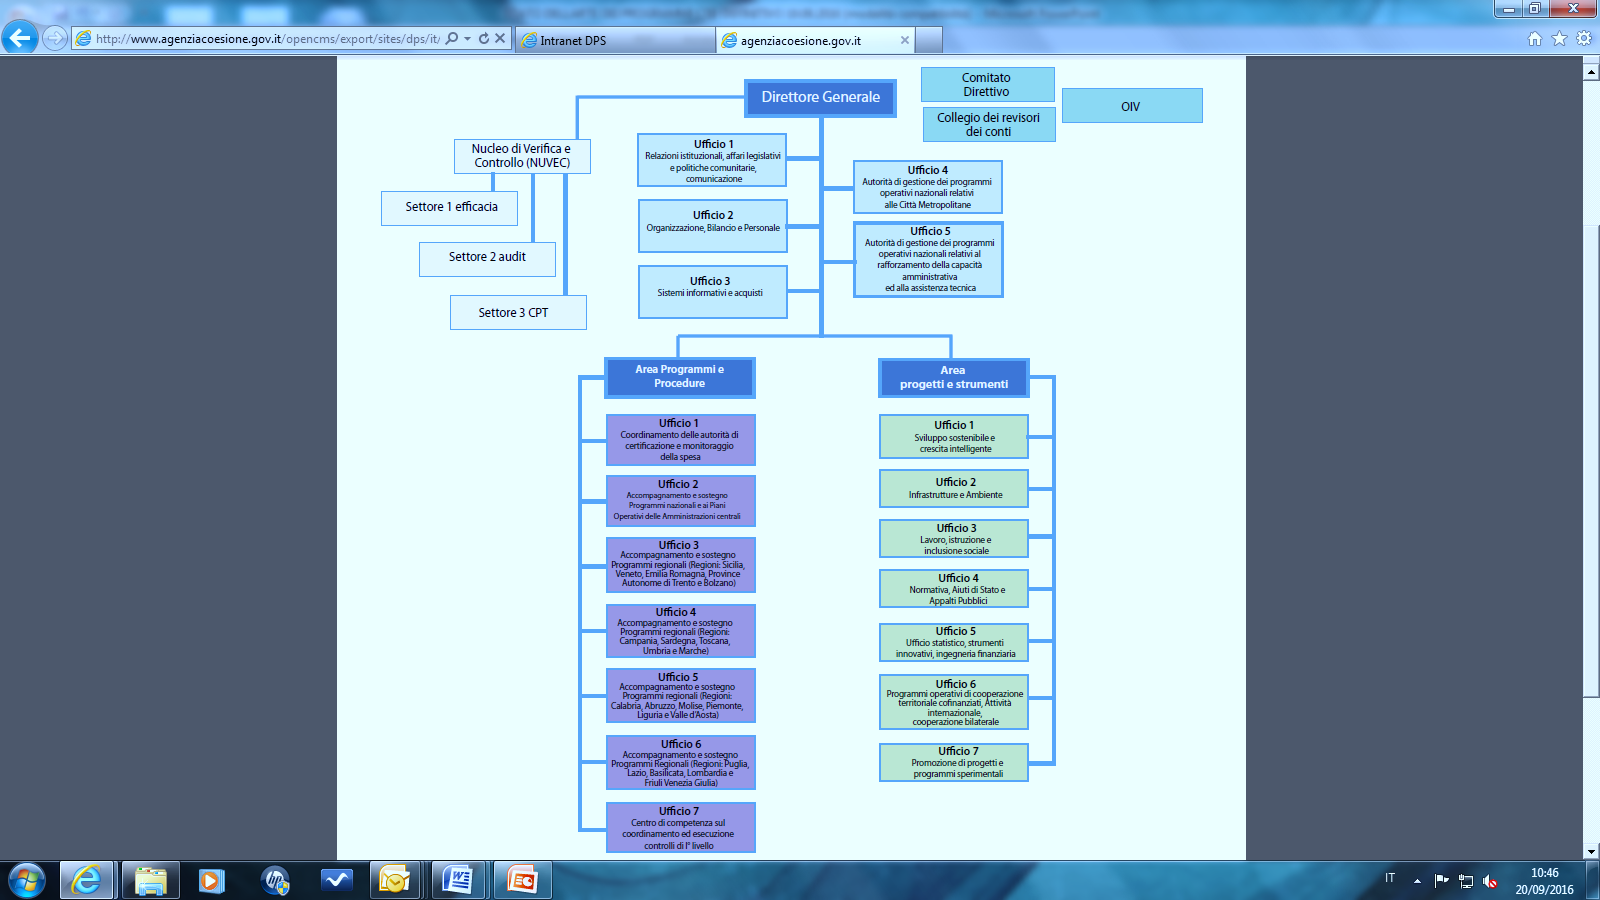 http://www.agenziacoesione.gov.it/opencms/export/sites/dps/it/
Intranet DPS
agenziacoesione.gov.it
Direttore Generale
Comitato
Direttivo
Collegio dei revisori
dei conti
OIV
Nucleo di Verifica e
Controllo (NUVEC)
Settore 1 efficacia
Settore 2 audit
Settore 3 CPT
Ufficio 1
Relazioni istituzionali, affari legislativi
e politiche comunitarie,
comunicazione
Ufficio 2
Organizzazione, Bilancio e Personale
Ufficio 3
Sistemi informativi e acquisti
Ufficio 4
Autorità di gestione dei programmi
operativi nazionali relativi
alle Città Metropolitane
Ufficio 5
Autorità di gestione dei programmi
operativi nazionali relativi al
rafforzamento della capacità
amministrativa
ed alla assistenza tecnica
Area Programmi e
Procedure
Ufficio 1
Coordinamento delle autorità di
certificazione e monitoraggio
della spesa
Ufficio 2
Accompagnamento e sostegno
Programmi nazionali e ai Piani
Operativi delle Amministrazioni centrali
Ufficio 3
Accompagnamento e sostegno
Programmi regionali (Regioni: Sicilia,
Veneto, Emilia Romagna, Province
Autonome di Trento e Bolzano)
Ufficio 4
Accompagnamento e sostegno
Programmi regionali (Regioni:
Campania, Sardegna, Toscana,
Umbria e Marche)
Ufficio 5
Accompagnamento e sostegno
Programmi regionali (Regioni:
Calabria, Abruzzo, Molise, Piemonte,
Liguria e Valle d'Aosta)
Ufficio 6
Accompagnamento e sostegno
Programmi Regionali (Regioni: Puglia,
Lazio, Basilicata, Lombardia e
Friuli Venezia Giulia)
Ufficio 7
Centro di competenza sul
coordinamento ed esecuzione
controlli di I° livello
Area
progetti e strumenti
Ufficio 1
Sviluppo sostenibile e
crescita intelligente
Ufficio 2
Infrastrutture e Ambiente
Ufficio 3
Lavoro, istruzione e
inclusione sociale
Ufficio 4
Normativa, Aiuti di Stato e
Appalti Pubblici
Ufficio 5
Ufficio statistico, strumenti
innovativi, ingegneria finanziaria
Ufficio 6
Programmi operativi di cooperazione
territoriale cofinanziati, Attività
internazionale,
cooperazione bilaterale
Ufficio 7
Promozione di progetti e
programmi sperimentali
IT
10:46
20/09/2016